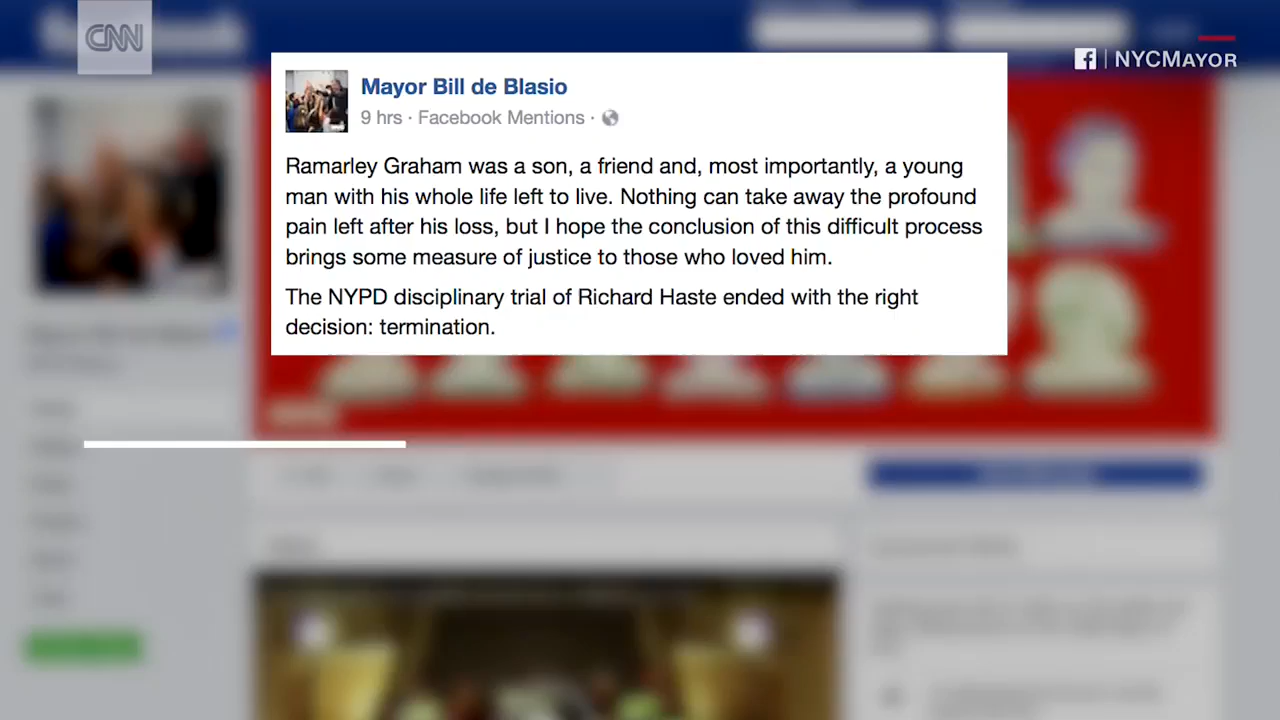 CNN
NYCMAYOR
Mayor Bill de Blasio
9 hrs · Facebook Mentions ·
Ramarley Graham was a son, a friend and, most importantly, a young
man with his whole life left to live. Nothing can take away the profound
pain left after his loss, but I hope the conclusion of this difficult process
brings some measure of justice to those who loved him.
The NYPD disciplinary trial of Richard Haste ended with the right
decision: termination.